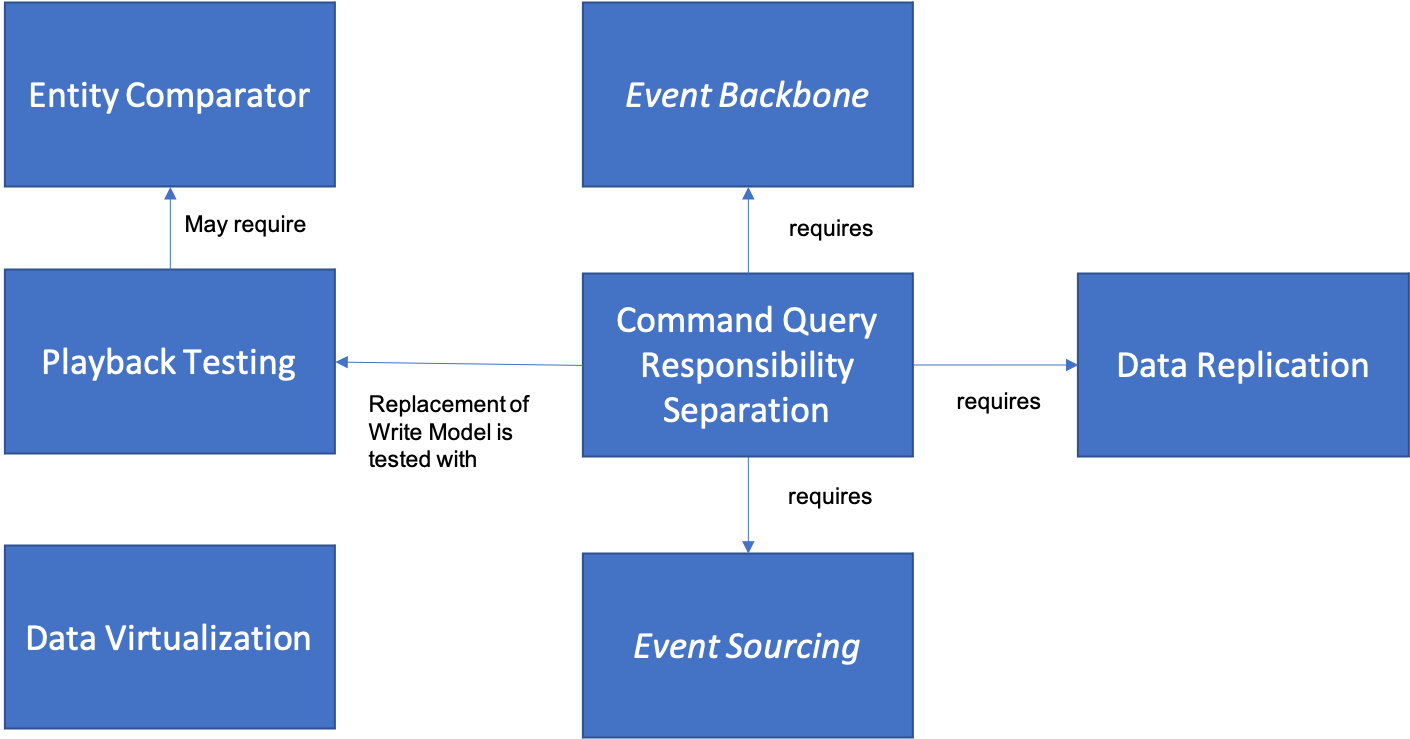 Entity Comparator
Event Backbone
May require
requires
Playback Testing
Command Query
Responsibility
Separation
Data Replication
Replacement of
Write Model is
tested with
requires
requires
Data Virtualization
Event Sourcing